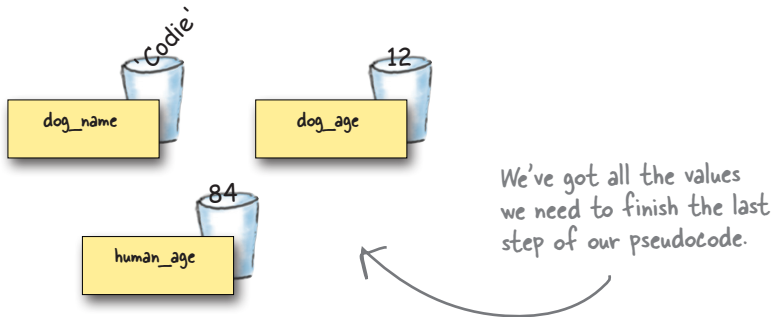 'Codie'
dog_name
12
dog_age
84
human_age
We've got all the values
we need to finish the last
step of our pseudocode.